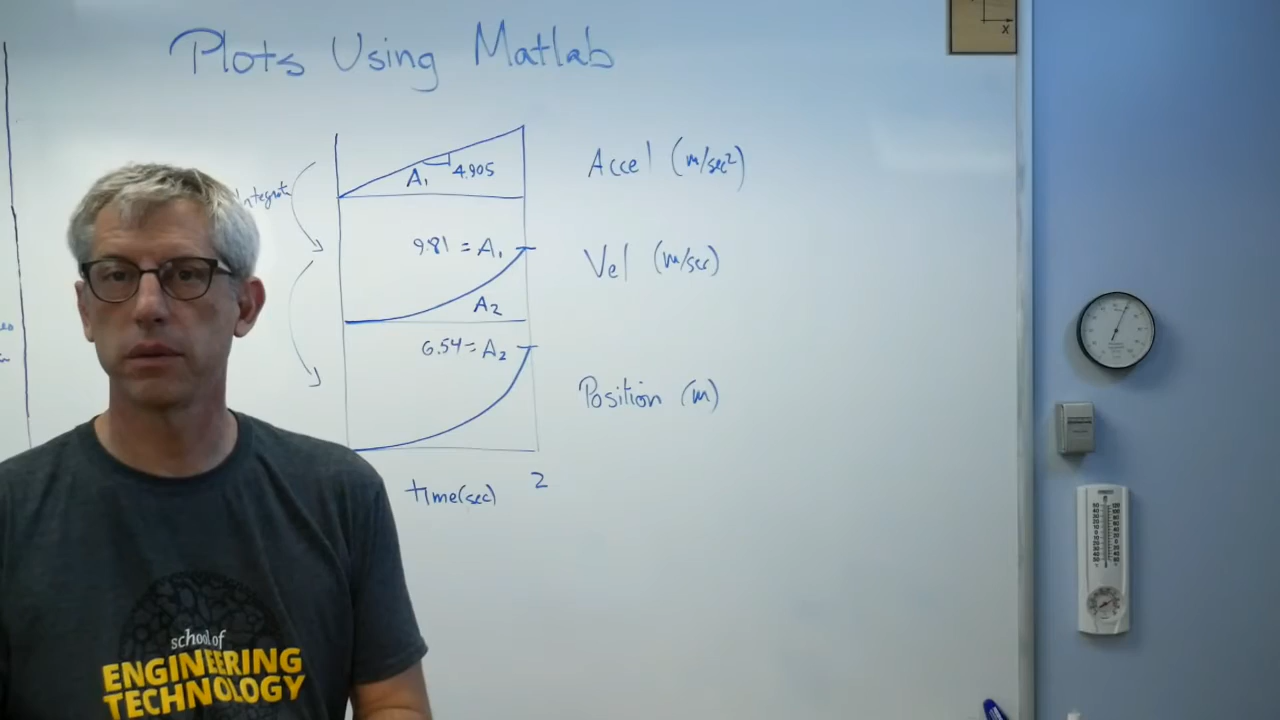 Plots Using Matlab
Accel (m/sec²)
4.905
A₁
Integrate
9.81 = A₁
Vel (m/sec)
A₂
6.54 = A₂
Position (m)
time(sec)
2
X
school of
ENGINEERING
TECHNOLOGY